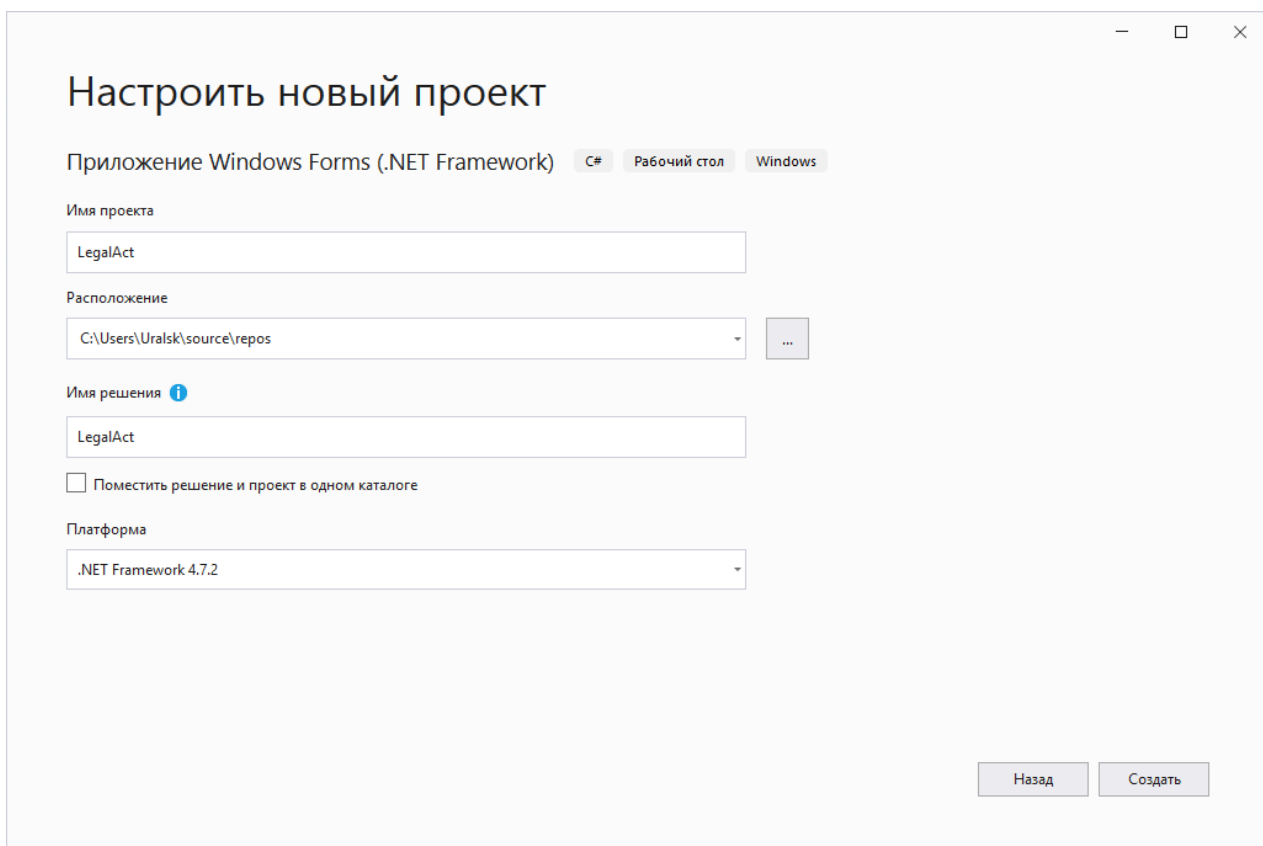 Настроить новый проект
Приложение Windows Forms (.NET Framework) C# Рабочий стол Windows
Имя проекта
LegalAct
Расположение
C:\Users\Uralsk\source\repos
...
Имя решения i
LegalAct
Поместить решение и проект в одном каталоге
Платформа
.NET Framework 4.7.2
Назад Создать